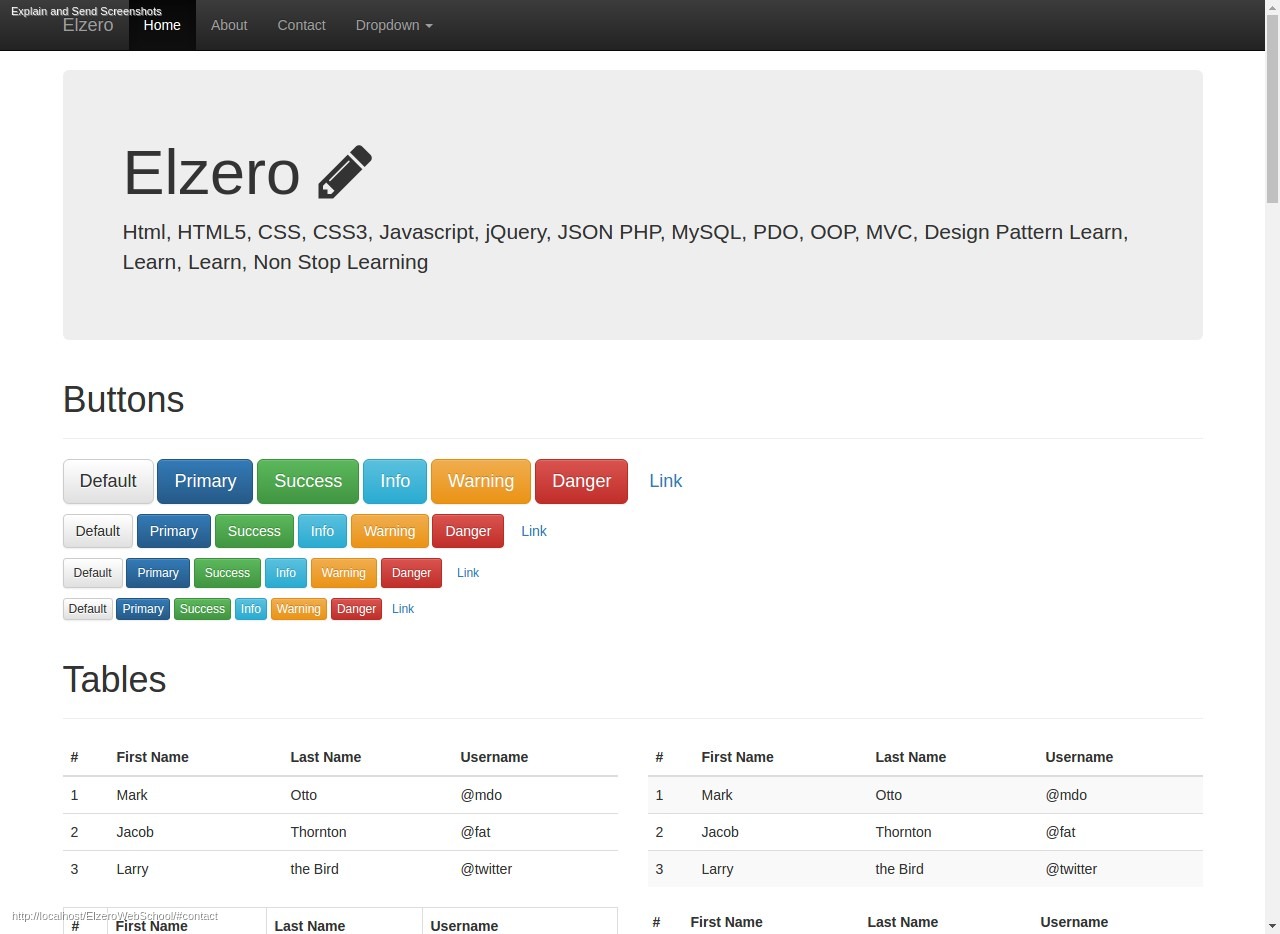 Explain and Send Screenshots
Elzero Home About Contact Dropdown
Elzero
Html, HTML5, CSS, CSS3, Javascript, jQuery, JSON PHP, MySQL, PDO, OOP, MVC, Design Pattern Learn,
Learn, Learn, Non Stop Learning
Buttons
Default Primary Success Info Warning Danger Link
Default Primary Success Info Warning Danger Link
Default Primary Success Info Warning Danger Link
Default Primary Success Info Warning Danger Link
Tables
# First Name Last Name Username
1 Mark Otto @mdo
2 Jacob Thornton @fat
3 Larry the Bird @twitter
# First Name Last Name Username
1 Mark Otto @mdo
2 Jacob Thornton @fat
3 Larry the Bird @twitter
http://localhost/ElzeroWebSchool/#contact
# First Name Last Name Username
# First Name Last Name Username